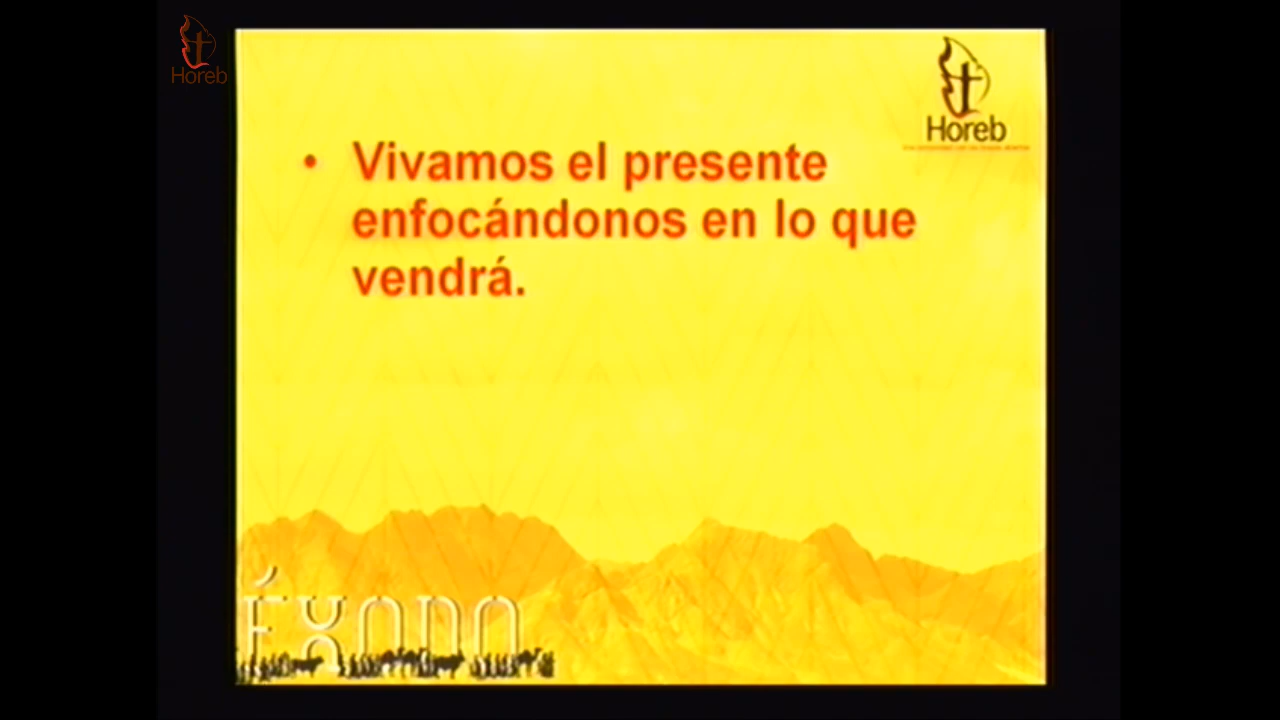 Horeb
Horeb
• Vivamos el presente
enfocándonos en lo que
vendrá.
ÉXODO